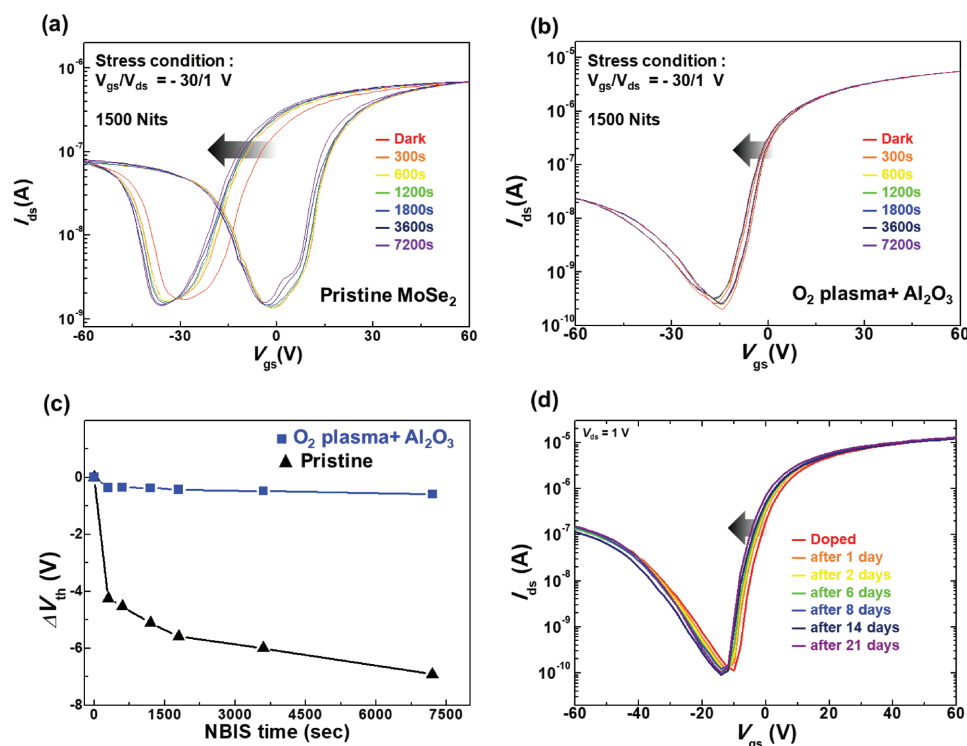 (a)
Stress condition :
Vgs/Vds = - 30/1 V
1500 Nits
Dark
300s
600s
1200s
1800s
3600s
7200s
Pristine MoSe2
10^-6
10^-7
10^-8
10^-9
Ids(A)
-60 -30 0 30 60
Vgs(V)
(b)
Stress condition :
Vgs/Vds = - 30/1 V
1500 Nits
Dark
300s
600s
1200s
1800s
3600s
7200s
O2 plasma+ Al2O3
10^-5
10^-6
10^-7
10^-8
10^-9
10^-10
Ids(A)
-60 -30 0 30 60
Vgs(V)
(c)
O2 plasma+ Al2O3
Pristine
0
-2
-4
-6
-8
ΔVth (V)
0 1500 3000 4500 6000 7500
NBIS time (sec)
(d)
Vds = 1 V
Doped
after 1 day
after 2 days
after 6 days
after 8 days
after 14 days
after 21 days
10^-5
10^-6
10^-7
10^-8
10^-9
10^-10
Ids (A)
-60 -40 -20 0 20 40 60
Vgs(V)